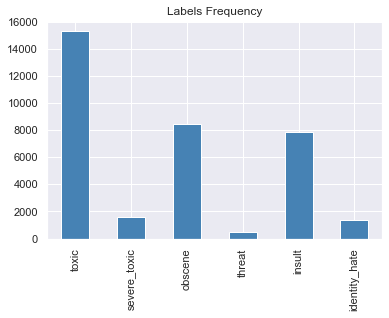 Labels Frequency
16000
14000
12000
10000
8000
6000
4000
2000
0
toxic
severe_toxic
obscene
threat
insult
identity_hate